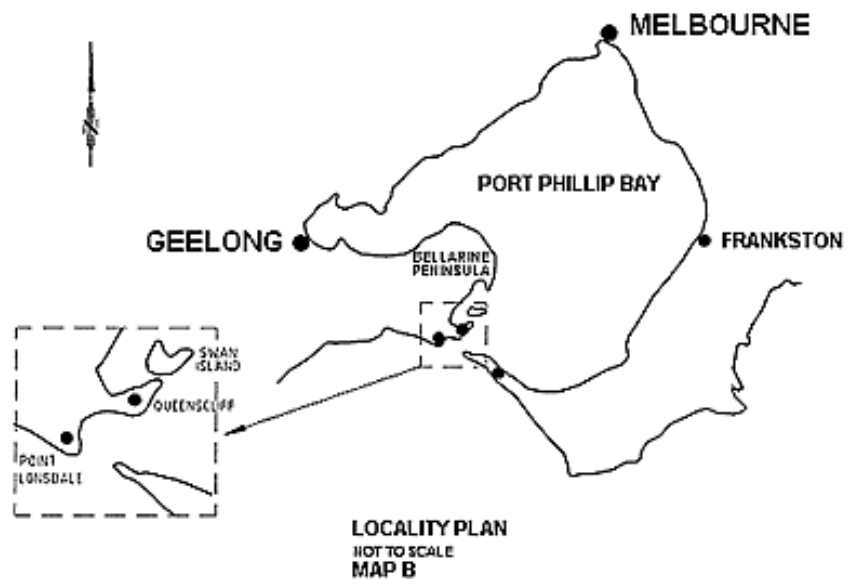 MELBOURNE
N
PORT PHILLIP BAY
GEELONG
FRANKSTON
BELLARINE
PENINSULA
SWAN
ISLAND
QUEENSCLIFF
POINT
LONSDALE
LOCALITY PLAN
NOT TO SCALE
MAP B